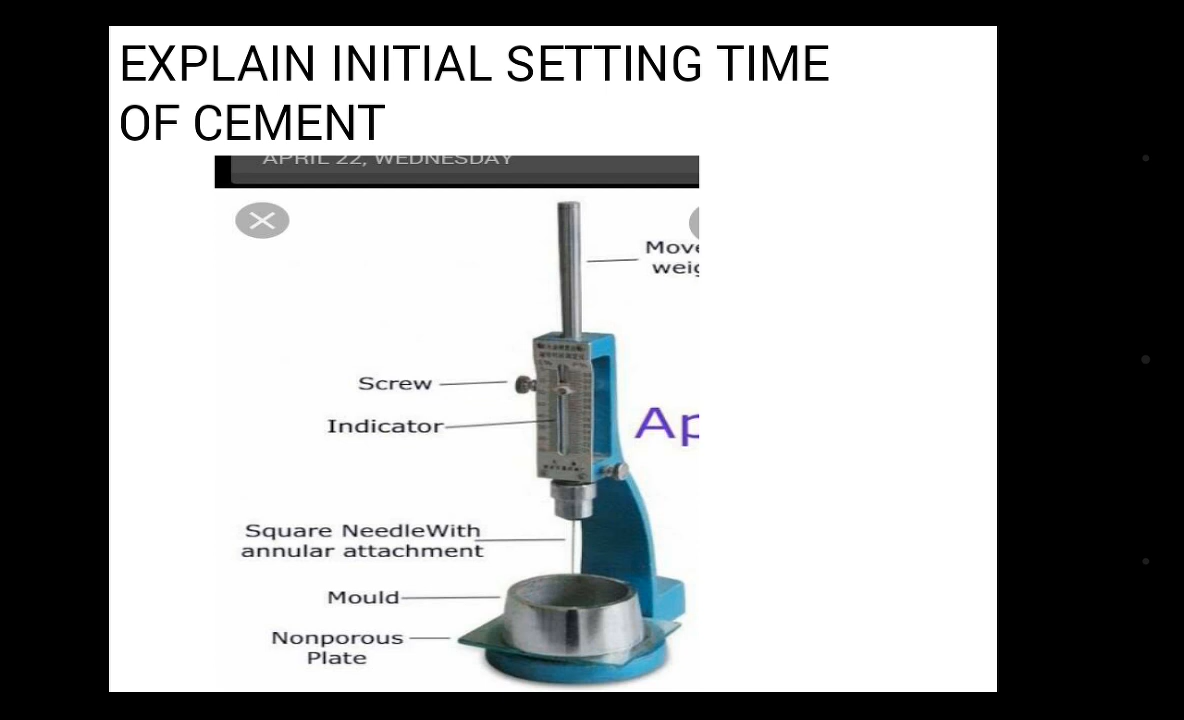 EXPLAIN INITIAL SETTING TIME
OF CEMENT
APRIL 22, WEDNESDAY
Screw
Indicator
Square NeedleWith
annular attachment
Mould
Nonporous
Plate